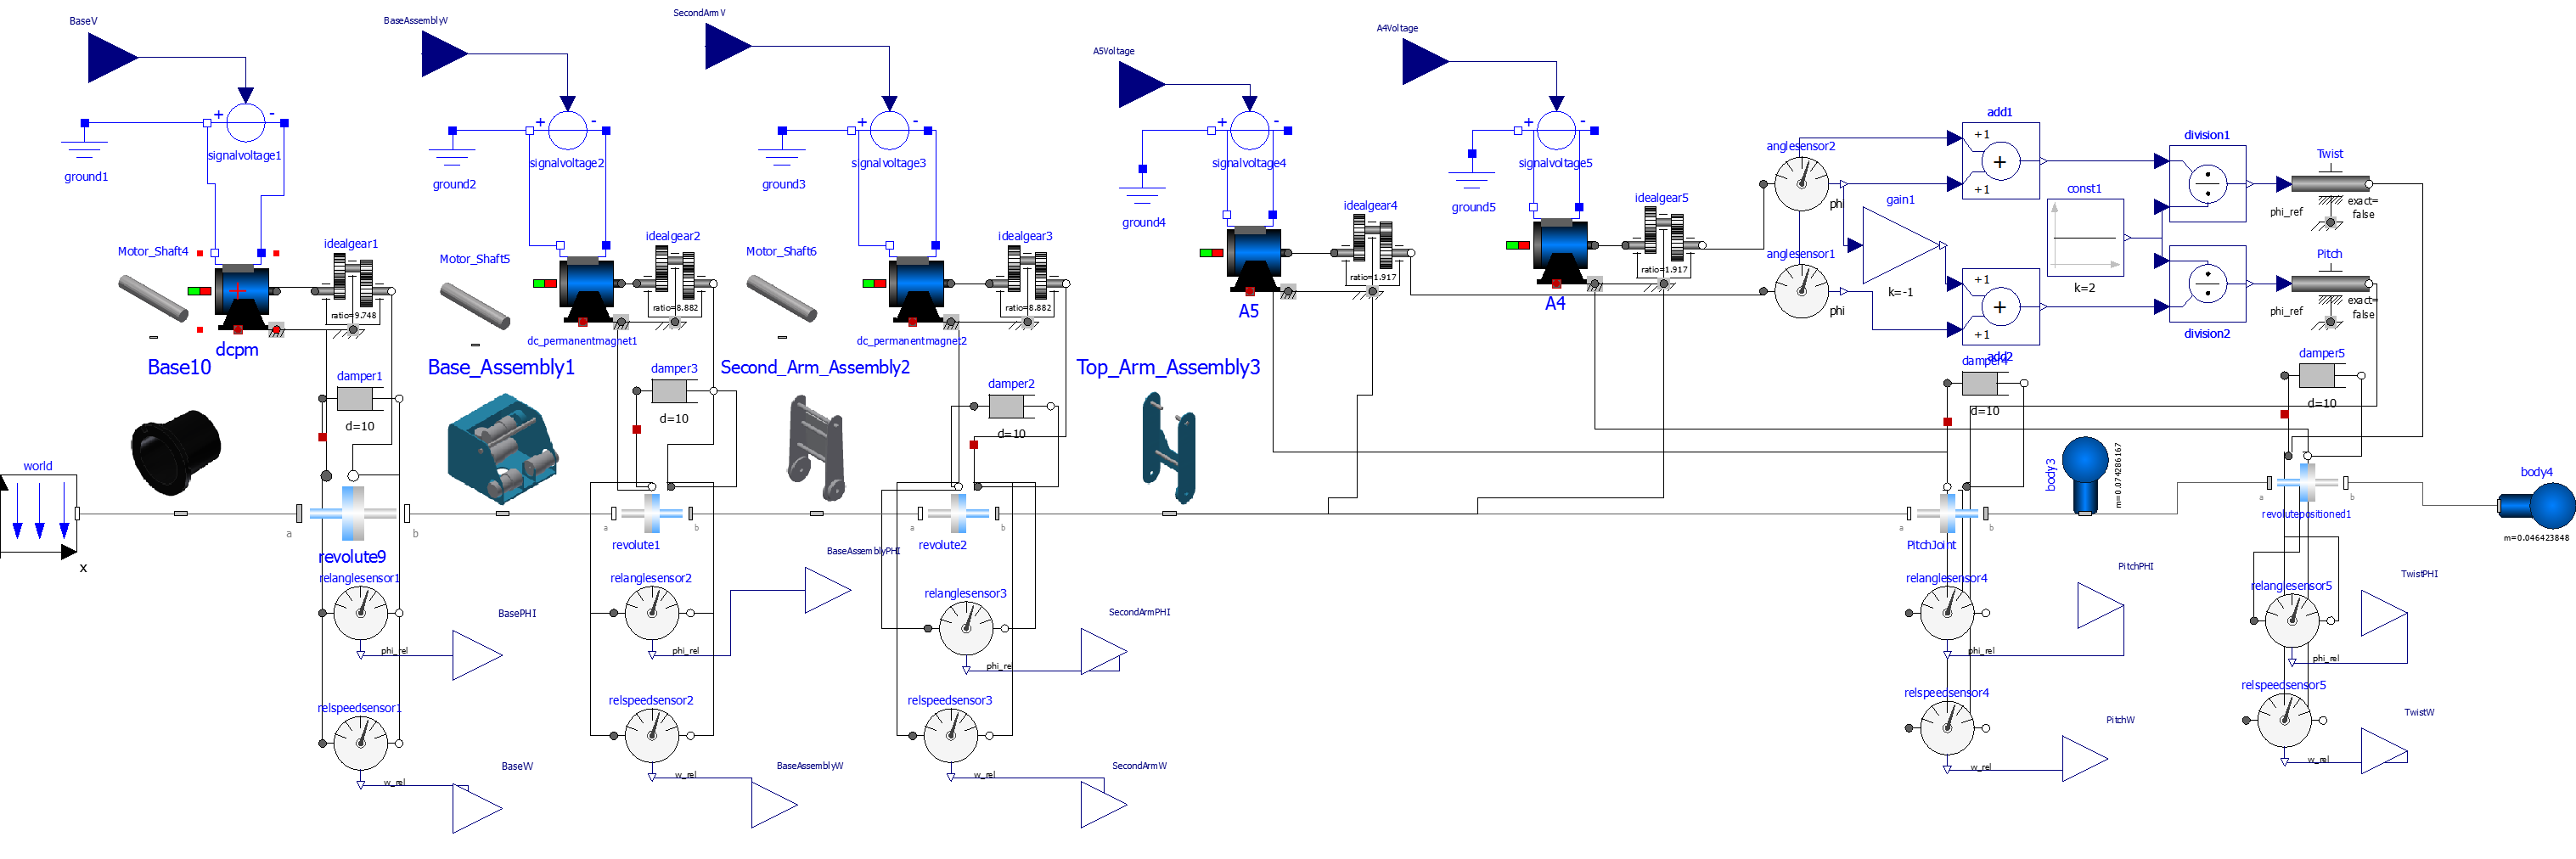 BaseV
BaseAssemblyV
SecondArmV
A5Voltage
A4Voltage
+ -
signalvoltage1
ground1
+ -
signalvoltage2
ground2
+ -
signalvoltage3
ground3
+ -
signalvoltage4
ground4
+ -
signalvoltage5
ground5
Motor_Shaft4
idealgear1
ratio=9.748
dcpm
Base10
Motor_Shaft5
idealgear2
ratio=8.882
dc_permanentmagnet1
Base_Assembly1
Motor_Shaft6
idealgear3
ratio=8.882
dc_permanentmagnet2
Second_Arm_Assembly2
idealgear4
ratio=1.917
A5
Top_Arm_Assembly3
idealgear5
ratio=1.917
A4
anglesensor2
phi
anglesensor1
phi
gain1
k=-1
add1
+1
+
+1
+1
+
+1
add2
const1
k=2
division1
division2
Twist
phi_ref
exact=
false
Pitch
phi_ref
exact=
false
damper1
d=10
damper3
d=10
damper2
d=10
damper4
d=10
damper5
d=10
world
x
a
b
revolute9
a
b
revolute1
a
b
revolute2
a
b
PitchJoint
body3
m=0.074286167
a
b
revolutepositioned1
body4
m=0.046423848
relanglesensor1
phi_rel
BasePHI
relspeedsensor1
w_rel
BaseW
relanglesensor2
phi_rel
BaseAssemblyPHI
relspeedsensor2
w_rel
BaseAssemblyW
relanglesensor3
phi_rel
SecondArmPHI
relspeedsensor3
w_rel
SecondArmW
relanglesensor4
phi_rel
PitchPHI
relspeedsensor4
w_rel
PitchW
relanglesensor5
phi_rel
TwistPHI
relspeedsensor5
w_rel
TwistW